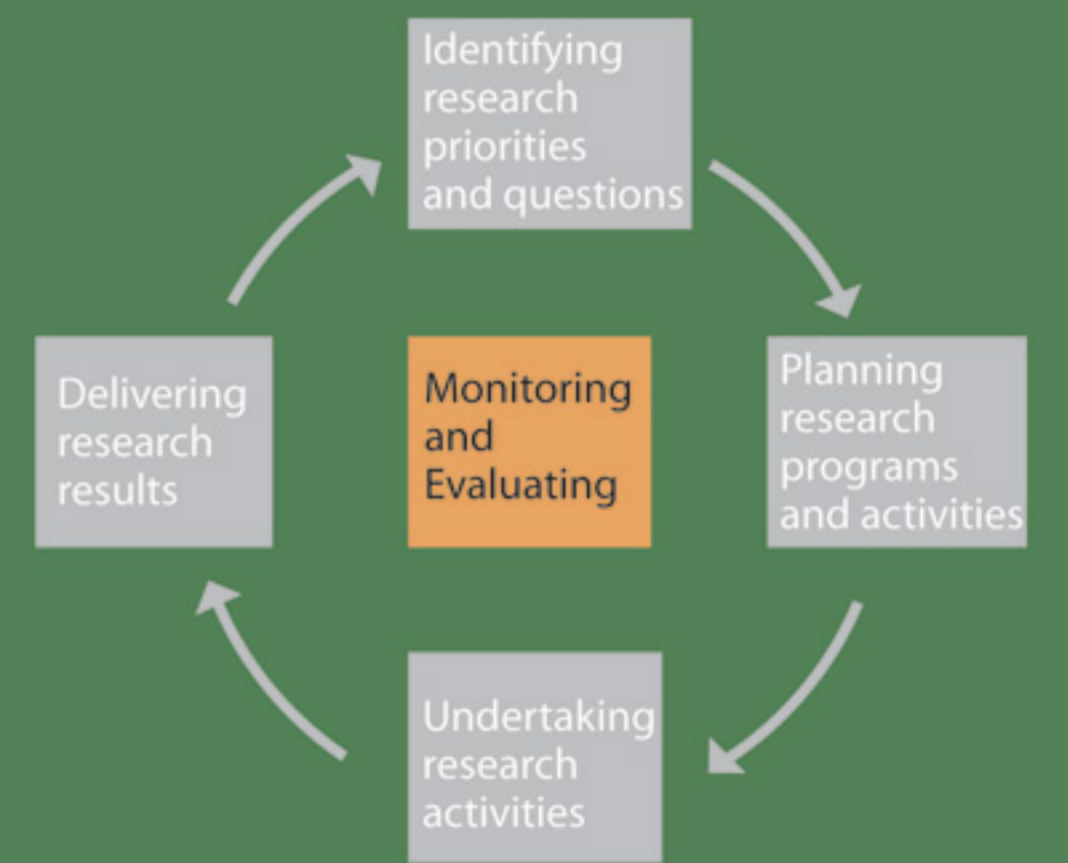 Identifying
research
priorities
and questions
Planning
research
programs
and activities
Undertaking
research
activities
Delivering
research
results
Monitoring
and
Evaluating